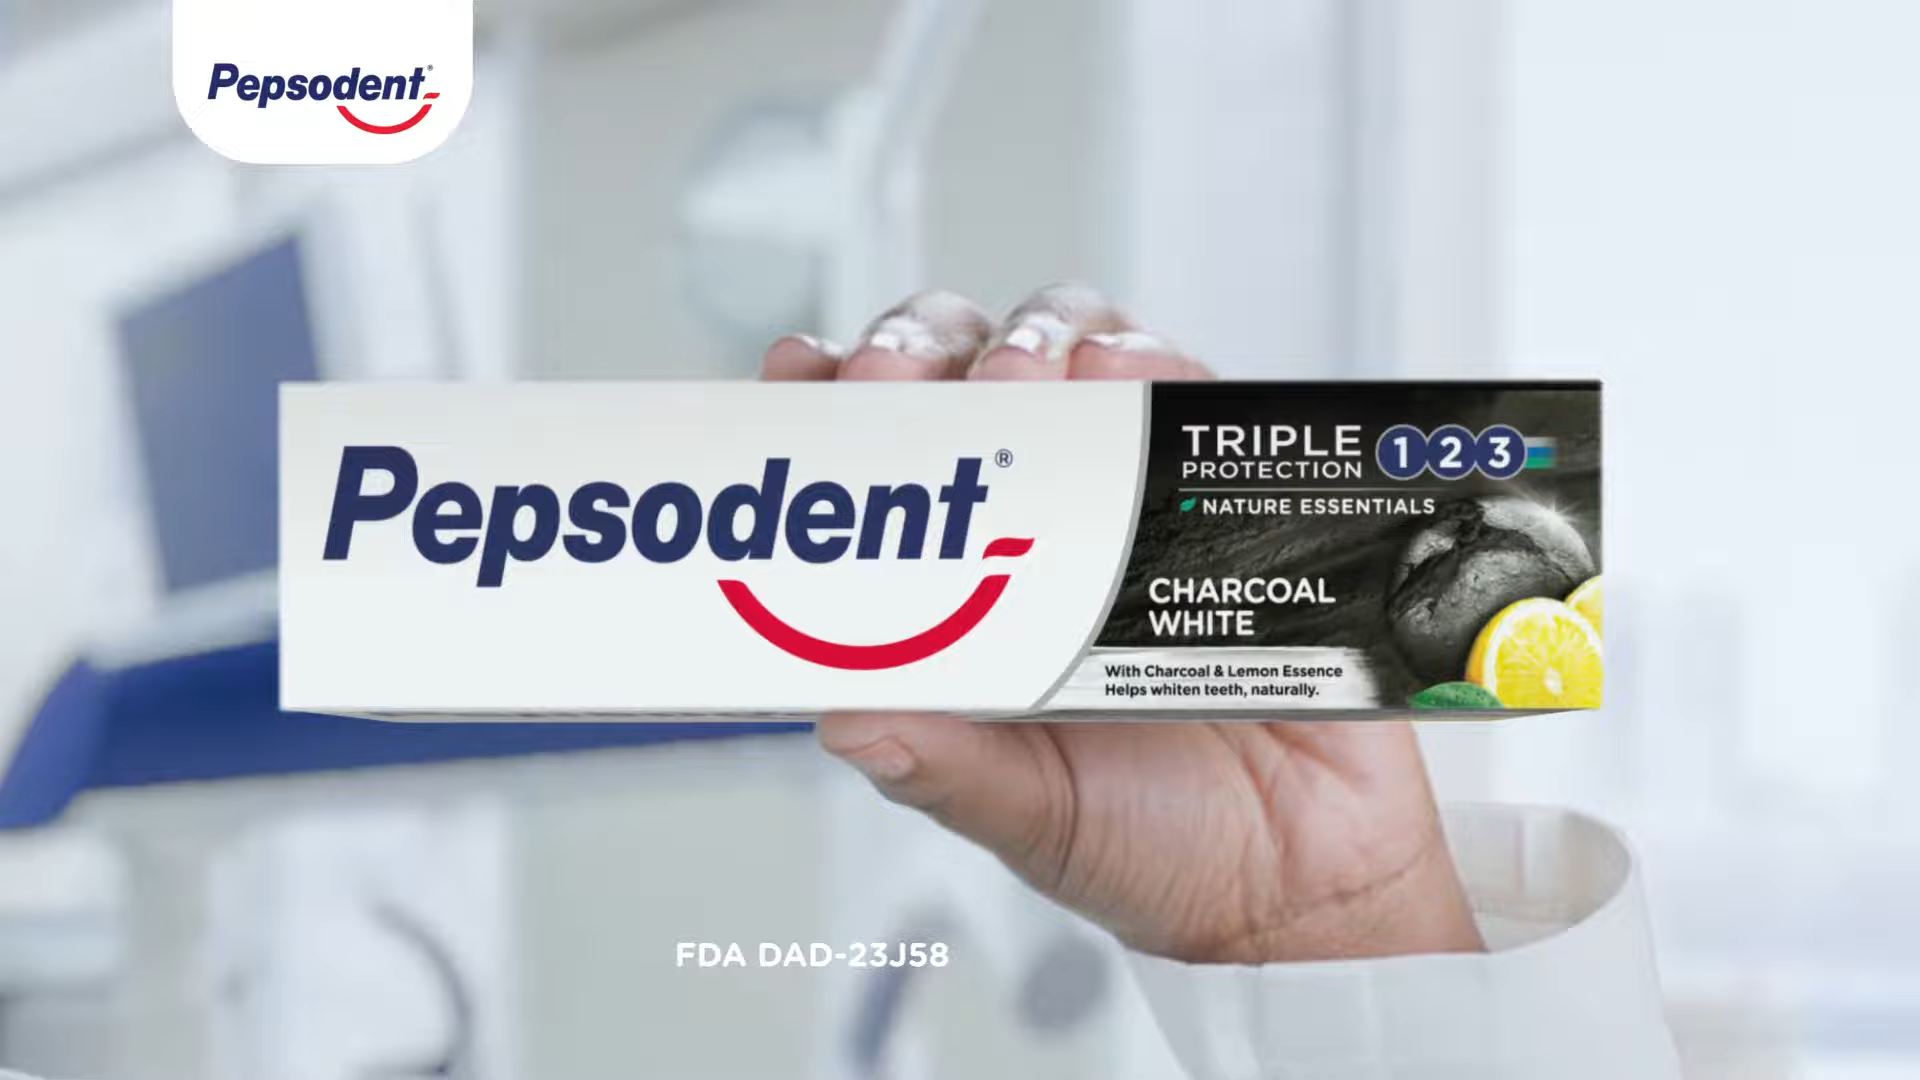 Pepsodent®
Pepsodent®
TRIPLE
PROTECTION
1 2 3
NATURE ESSENTIALS
CHARCOAL
WHITE
With Charcoal & Lemon Essence
Helps whiten teeth, naturally.
FDA DAD-23J58